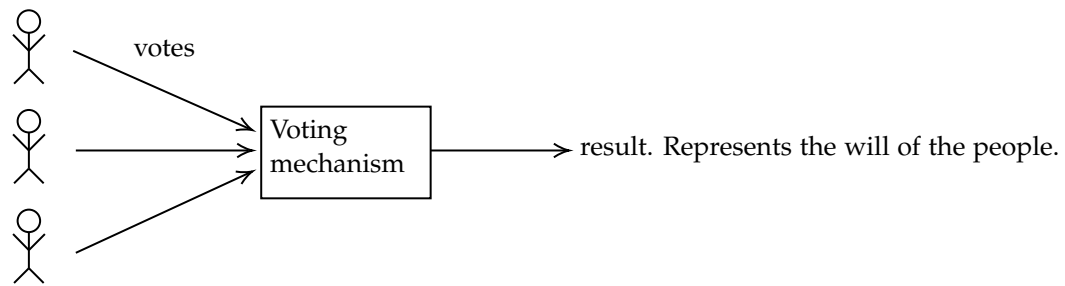 votes
Voting
mechanism
result. Represents the will of the people.